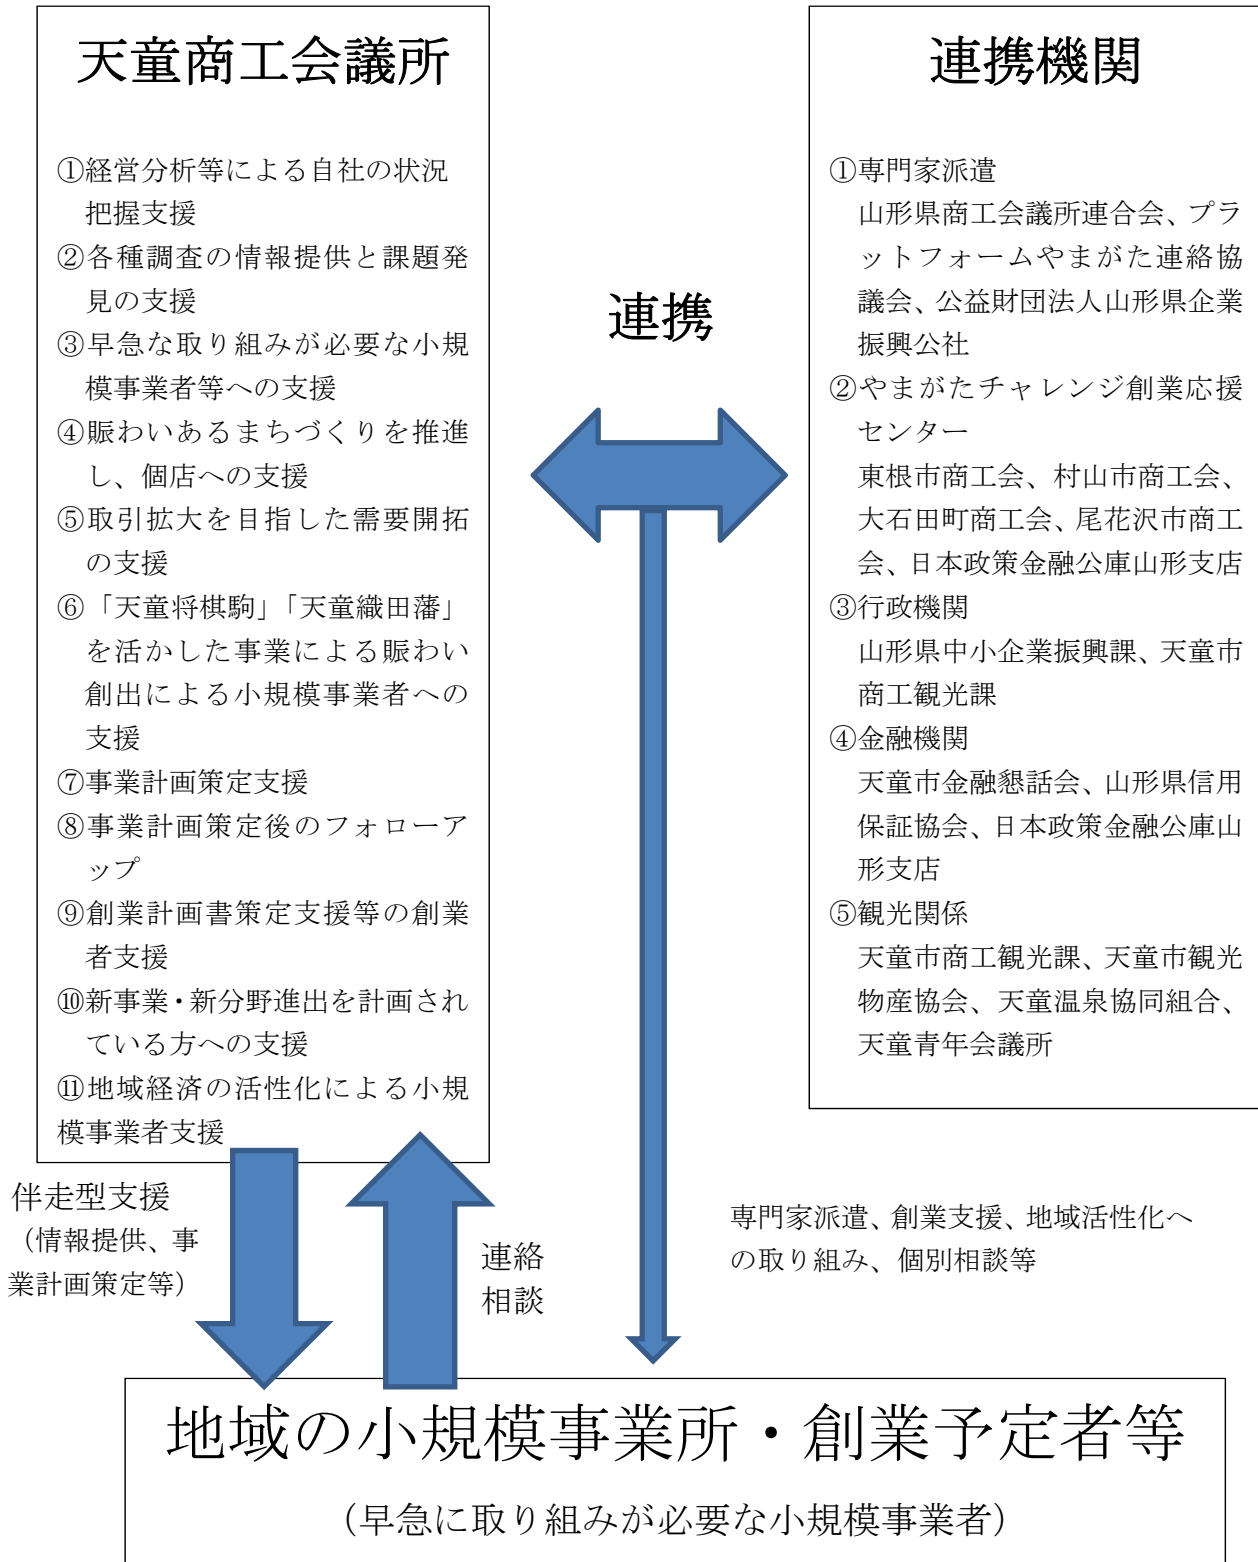 天童商工会議所
①経営分析等による自社の状況
把握支援
②各種調査の情報提供と課題発
見の支援
③早急な取り組みが必要な小規
模事業者等への支援
④賑わいあるまちづくりを推進
し、個店への支援
⑤取引拡大を目指した需要開拓
の支援
⑥「天童将棋駒」「天童織田藩」
を活かした事業による賑わい
創出による小規模事業者への
支援
⑦事業計画策定支援
⑧事業計画策定後のフォローア
ップ
⑨創業計画書策定支援等の創業
者支援
⑩新事業・新分野進出を計画され
ている方への支援
⑪地域経済の活性化による小規
模事業者支援
連携
連携機関
①専門家派遣
山形県商工会議所連合会、プラ
ットフォームやまがた連絡協
議会、公益財団法人山形県企業
振興公社
②やまがたチャレンジ創業応援
センター
東根市商工会、村山市商工会、
大石田町商工会、尾花沢市商工
会、日本政策金融公庫山形支店
③行政機関
山形県中小企業振興課、天童市
商工観光課
④金融機関
天童市金融懇話会、山形県信用
保証協会、日本政策金融公庫山
形支店
⑤観光関係
天童市商工観光課、天童市観光
物産協会、天童温泉協同組合、
天童青年会議所
伴走型支援
（情報提供、事
業計画策定等）
連絡
相談
専門家派遣、創業支援、地域活性化へ
の取り組み、個別相談等
地域の小規模事業所・創業予定者等
（早急に取り組みが必要な小規模事業者）